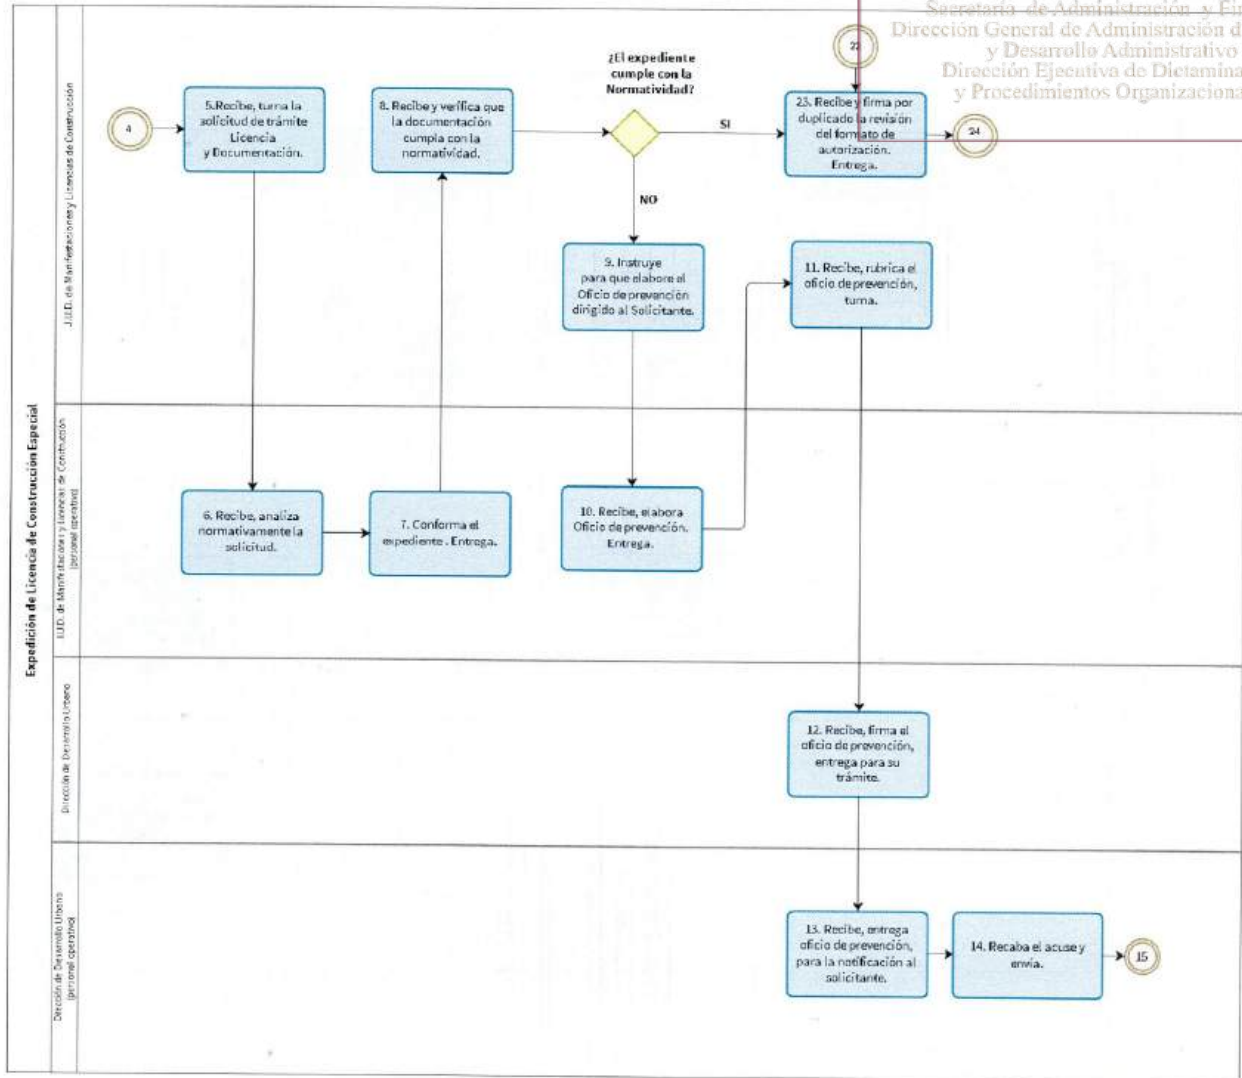 Secretaría de Administración y
Dirección General de Administración
y Desarrollo Administrativo
Dirección Ejecutiva de
y Procedimientos
Expedición de Licencia de Construcción Especial
J.U.D. de Manifestaciones y Licencias de Construcción
4
5.Recibe, turna la
solicitud de trámite
Licencia
y Documentación.
8. Recibe y verifica que
la documentación
cumpla con la
normatividad.
¿El expediente
cumple con la
Normatividad?
SI
NO
22
23. Recibe y firma por
duplicado la revisión
del formato de
autorización.
Entrega.
24
9. Instruye
para que elabore el
Oficio de prevención
dirigido al Solicitante.
11. Recibe, rubrica el
oficio de prevención,
turna.
J.U.D. de Manifestaciones y Licencias de Construcción
(personal operativo)
6. Recibe, analiza
normativamente la
solicitud.
7. Conforma el
expediente . Entrega.
10. Recibe, elabora
Oficio de prevención.
Entrega.
Dirección de Desarrollo Urbano
12. Recibe, firma el
oficio de prevención,
entrega para su
trámite.
Dirección de Desarrollo Urbano
(personal operativo)
13. Recibe, entrega
oficio de prevención,
para la notificación al
solicitante.
14. Recaba el acuse y
envía.
15